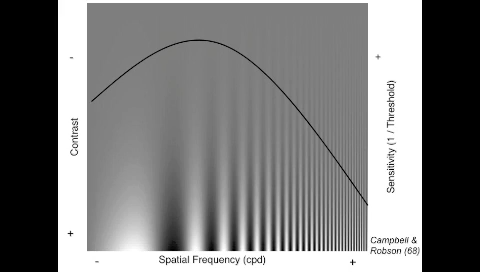 -
+
Contrast
Sensitivity (1 / Threshold)
+
Campbell &
Robson (68)
-
Spatial Frequency (cpd)
+